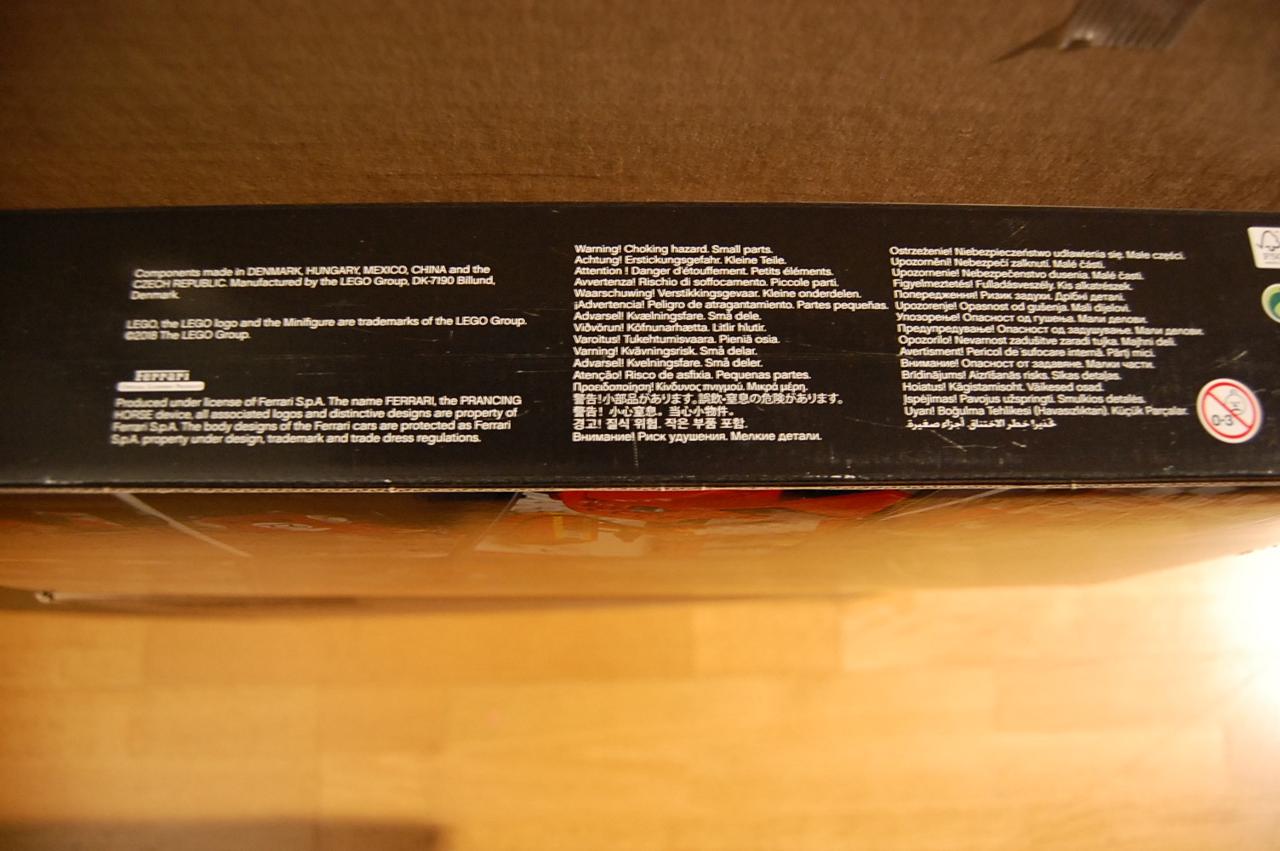 Components made in DENMARK, HUNGARY, MEXICO, CHINA and the
CZECH REPUBLIC. Manufactured by the LEGO Group, DK-7190 Billund,
Denmark.
LEGO, the LEGO logo and the Minifigure are trademarks of the LEGO Group.
©2018 The LEGO Group.
Ferrari
Produced under license of Ferrari S.p.A. The name FERRARI, the PRANCING
HORSE device, all associated logos and distinctive designs are property of
Ferrari S.p.A. The body designs of the Ferrari cars are protected as Ferrari
S.p.A. property under design, trademark and trade dress regulations.
Warning! Choking hazard. Small parts.
Achtung! Erstickungsgefahr. Kleine Teile.
Attention ! Danger d'étouffement. Petits éléments.
Avvertenza! Rischio di soffocamento. Piccole parti.
Waarschuwing! Verstikkingsgevaar. Kleine onderdelen.
¡Advertencia! Peligro de atragantamiento. Partes pequeñas.
Advarsel! Kvælningsfare. Små dele.
Viðvörun! Köfnunarhætta. Litlir hlutir.
Varoitus! Tukehtumisvaara. Pieniä osia.
Varning! Kvävningsrisk. Små delar.
Advarsel! Kvelningsfare. Små deler.
Atenção! Risco de asfixia. Pequenas partes.
Προειδοποίηση! Κίνδυνος πνιγμού. Μικρά μέρη.
警告!小部品があります。誤飲・窒息の危険があります。
警告！小心窒息，当心小物件。
경고! 질식 위험. 작은 부품 포함.
Внимание! Риск удушения. Мелкие детали.
Ostrzeżenie! Niebezpieczeństwo udławienia się. Małe części.
Upozornění! Nebezpečí zalknutí. Malé části.
Upozornenie! Nebezpečenstvo dusenia. Malé časti.
Figyelmeztetés! Fulladásveszély. Kis alkatrészek.
Попередження! Ризик задухи. Дрібні деталі.
Upozorenje! Opasnost od gušenja. Mali dijelovi.
Упозорење! Опасност од гушења. Мали делови.
Предупредување! Опасност од задушување. Мали делови.
Opozorilo! Nevarnost zadušitve zaradi tujka. Majhni deli.
Avertisment! Pericol de sufocare internă. Părți mici.
Внимание! Опасност от задавяне. Малки части.
Brīdinājums! Aizrīšanās risks. Sīkas detaļas.
Hoiatus! Kägistamisoht. Väikesed osad.
Įspėjimas! Pavojus užspringti. Smulkios detalės.
Uyarı! Boğulma Tehlikesi (Havasızlıktan). Küçük Parçalar.
تحذير! خطر الاختناق. أجزاء صغيرة.
0-3